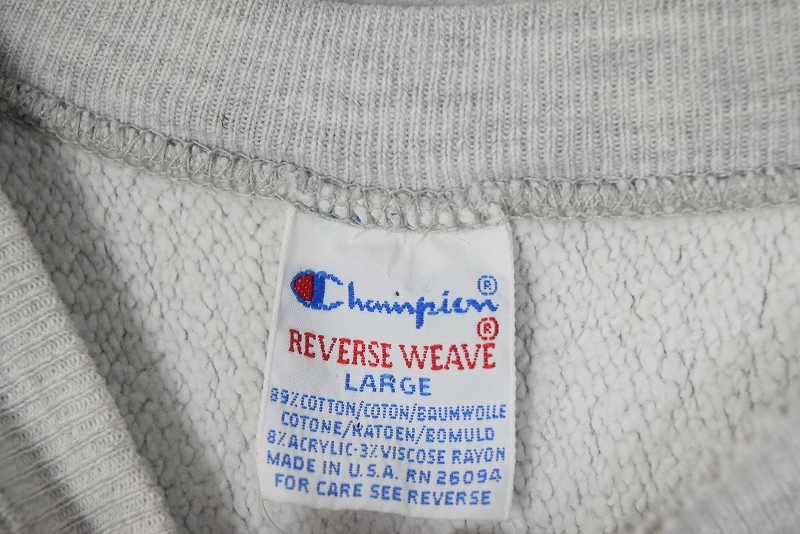 Champion®
REVERSE WEAVE®
LARGE
89% COTTON/COTON/BAUMWOLLE
COTONE/KATOEN/BOMULD
8% ACRYLIC-3% VISCOSE RAYON
MADE IN U.S.A. RN 26094
FOR CARE SEE REVERSE